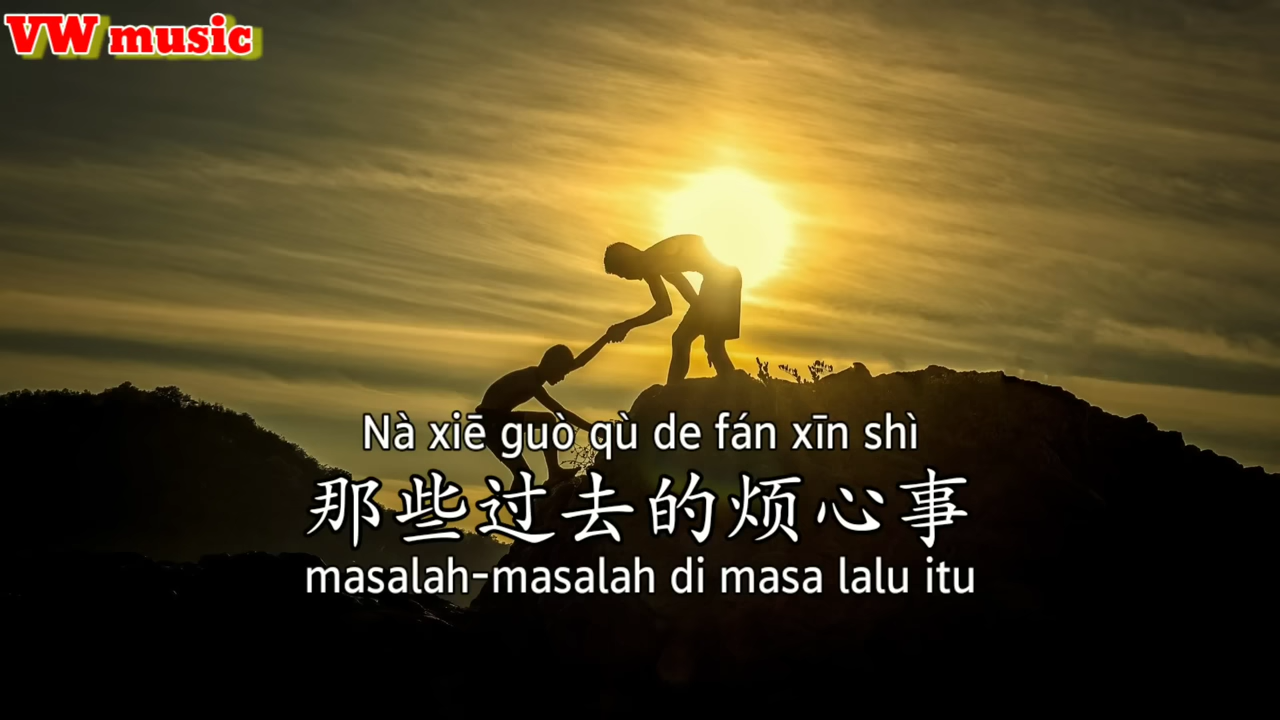 VW music
Nà xiē guò qù de fán xīn shì
那些过去的烦心事
masalah-masalah di masa lalu itu